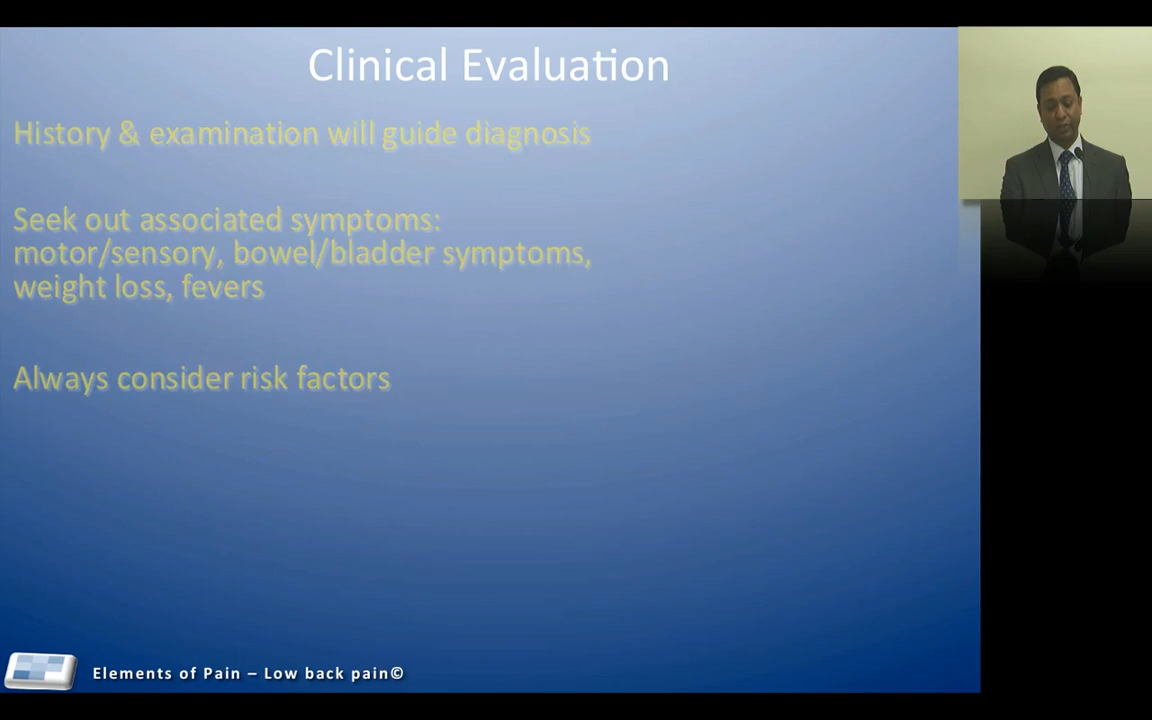 Clinical Evaluation
History & examination will guide diagnosis
Seek out associated symptoms:
motor/sensory, bowel/bladder symptoms,
weight loss, fevers
Always consider risk factors
Elements of Pain – Low back pain©